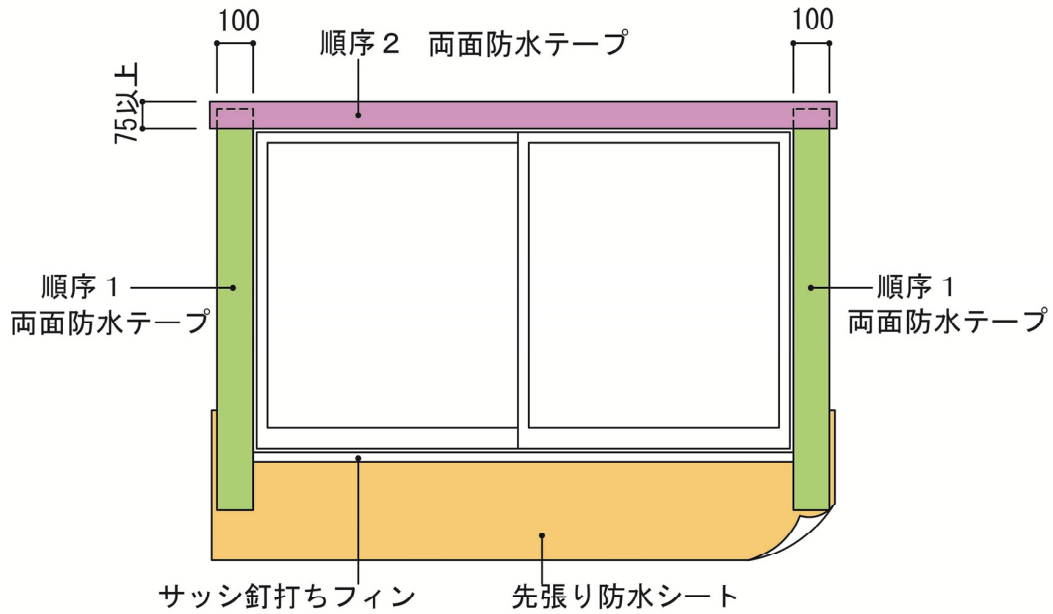 100
100
順序2 両面防水テープ
75以上
順序1
両面防水テープ
順序1
両面防水テープ
サッシ釘打ちフィン
先張り防水シート